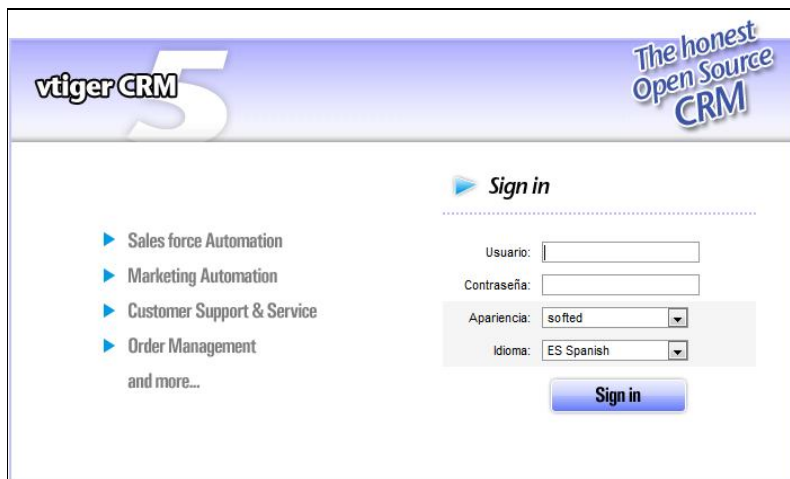 vtiger CRM 5
The honest
Open Source
CRM
Sign in
Sales force Automation
Marketing Automation
Customer Support & Service
Order Management
and more...
Usuario:
Contraseña:
Apariencia: softed
Idioma: ES Spanish
Sign in